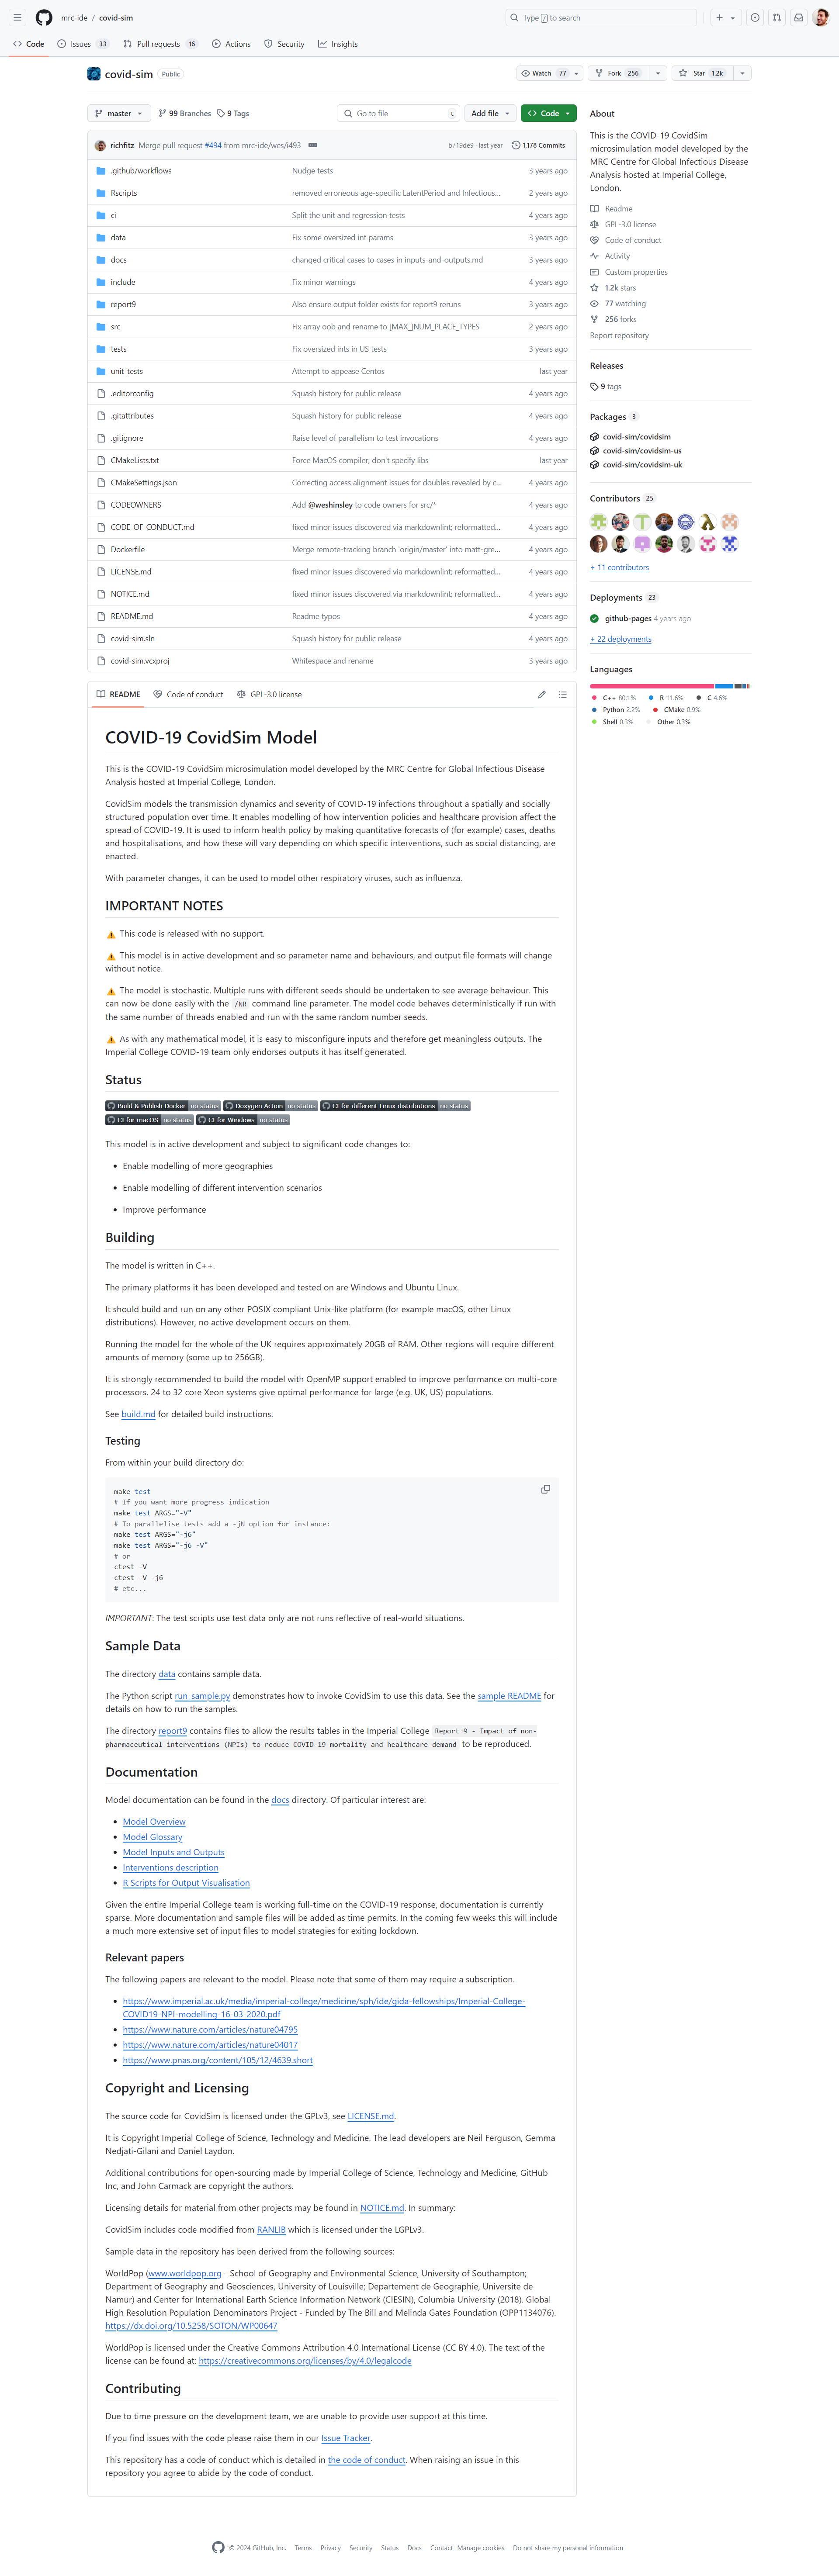 mrc-ide / covid-sim
Type / to search
Code
Issues 33
Pull requests 16
Actions
Security
Insights
covid-sim Public
Watch 77
Fork 256
Star 1.2k
master
99 Branches
9 Tags
Go to file t
Add file
Code
richfitz Merge pull request #494 from mrc-ide/wes/i493
b719de9 · last year
1,178 Commits
.github/workflows Nudge tests 3 years ago
Rscripts removed erroneous age-specific LatentPeriod and Infectious... 2 years ago
ci Split the unit and regression tests 4 years ago
data Fix some oversized int params 3 years ago
docs changed critical cases to cases in inputs-and-outputs.md 3 years ago
include Fix minor warnings 4 years ago
report9 Also ensure output folder exists for report9 reruns 3 years ago
src Fix array oob and rename to [MAX_]NUM_PLACE_TYPES 2 years ago
tests Fix oversized ints in US tests 3 years ago
unit_tests Attempt to appease Centos last year
.editorconfig Squash history for public release 4 years ago
.gitattributes Squash history for public release 4 years ago
.gitignore Raise level of parallelism to test invocations 4 years ago
CMakeLists.txt Force MacOS compiler, don't specify libs last year
CMakeSettings.json Correcting access alignment issues for doubles revealed by c... 4 years ago
CODEOWNERS Add @weshinsley to code owners for src/* 4 years ago
CODE_OF_CONDUCT.md fixed minor issues discovered via markdownlint; reformatted... 4 years ago
Dockerfile Merge remote-tracking branch 'origin/master' into matt-gre... 4 years ago
LICENSE.md fixed minor issues discovered via markdownlint; reformatted... 4 years ago
NOTICE.md fixed minor issues discovered via markdownlint; reformatted... 4 years ago
README.md Readme typos 4 years ago
covid-sim.sln Squash history for public release 4 years ago
covid-sim.vcxproj Whitespace and rename 3 years ago
About
This is the COVID-19 CovidSim
microsimulation model developed by the
MRC Centre for Global Infectious Disease
Analysis hosted at Imperial College,
London.
Readme
GPL-3.0 license
Code of conduct
Activity
Custom properties
1.2k stars
77 watching
256 forks
Report repository
Releases
9 tags
Packages 3
covid-sim/covidsim
covid-sim/covidsim-us
covid-sim/covidsim-uk
Contributors 25
+ 11 contributors
Deployments 23
github-pages 4 years ago
+ 22 deployments
Languages
C++ 80.1% R 11.6% C 4.6%
Python 2.2% CMake 0.9%
Shell 0.3% Other 0.3%
README
Code of conduct
GPL-3.0 license
COVID-19 CovidSim Model
This is the COVID-19 CovidSim microsimulation model developed by the MRC Centre for Global Infectious Disease
Analysis hosted at Imperial College, London.
CovidSim models the transmission dynamics and severity of COVID-19 infections throughout a spatially and socially
structured population over time. It enables modelling of how intervention policies and healthcare provision affect the
spread of COVID-19. It is used to inform health policy by making quantitative forecasts of (for example) cases, deaths
and hospitalisations, and how these will vary depending on which specific interventions, such as social distancing, are
enacted.
With parameter changes, it can be used to model other respiratory viruses, such as influenza.
IMPORTANT NOTES
⚠️ This code is released with no support.
⚠️ This model is in active development and so parameter name and behaviours, and output file formats will change
without notice.
⚠️ The model is stochastic. Multiple runs with different seeds should be undertaken to see average behaviour. This
can now be done easily with the /NR command line parameter. The model code behaves deterministically if run with
the same number of threads enabled and run with the same random number seeds.
⚠️ As with any mathematical model, it is easy to misconfigure inputs and therefore get meaningless outputs. The
Imperial College COVID-19 team only endorses outputs it has itself generated.
Status
Build & Publish Docker no status Doxygen Action no status CI for different Linux distributions no status
CI for macOS no status CI for Windows no status
This model is in active development and subject to significant code changes to:
• Enable modelling of more geographies
• Enable modelling of different intervention scenarios
• Improve performance
Building
The model is written in C++.
The primary platforms it has been developed and tested on are Windows and Ubuntu Linux.
It should build and run on any other POSIX compliant Unix-like platform (for example macOS, other Linux
distributions). However, no active development occurs on them.
Running the model for the whole of the UK requires approximately 20GB of RAM. Other regions will require different
amounts of memory (some up to 256GB).
It is strongly recommended to build the model with OpenMP support enabled to improve performance on multi-core
processors. 24 to 32 core Xeon systems give optimal performance for large (e.g. UK, US) populations.
See build.md for detailed build instructions.
Testing
From within your build directory do:
make test
# If you want more progress indication
make test ARGS="-V"
# To parallelise tests add a -jN option for instance:
make test ARGS="-j6"
make test ARGS="-j6 -V"
# or
ctest -V
ctest -V -j6
# etc...
IMPORTANT: The test scripts use test data only are not runs reflective of real-world situations.
Sample Data
The directory data contains sample data.
The Python script run_sample.py demonstrates how to invoke CovidSim to use this data. See the sample README for
details on how to run the samples.
The directory report9 contains files to allow the results tables in the Imperial College Report 9 - Impact of non-
pharmaceutical interventions (NPIs) to reduce COVID-19 mortality and healthcare demand to be reproduced.
Documentation
Model documentation can be found in the docs directory. Of particular interest are:
• Model Overview
• Model Glossary
• Model Inputs and Outputs
• Interventions description
• R Scripts for Output Visualisation
Given the entire Imperial College team is working full-time on the COVID-19 response, documentation is currently
sparse. More documentation and sample files will be added as time permits. In the coming few weeks this will include
a much more extensive set of input files to model strategies for exiting lockdown.
Relevant papers
The following papers are relevant to the model. Please note that some of them may require a subscription.
• https://www.imperial.ac.uk/media/imperial-college/medicine/sph/ide/gida-fellowships/Imperial-College-
COVID19-NPI-modelling-16-03-2020.pdf
• https://www.nature.com/articles/nature04795
• https://www.nature.com/articles/nature04017
• https://www.pnas.org/content/105/12/4639.short
Copyright and Licensing
The source code for CovidSim is licensed under the GPLv3, see LICENSE.md.
It is Copyright Imperial College of Science, Technology and Medicine. The lead developers are Neil Ferguson, Gemma
Nedjati-Gilani and Daniel Laydon.
Additional contributions for open-sourcing made by Imperial College of Science, Technology and Medicine, GitHub
Inc, and John Carmack are copyright the authors.
Licensing details for material from other projects may be found in NOTICE.md. In summary:
CovidSim includes code modified from RANLIB which is licensed under the LGPLv3.
Sample data in the repository has been derived from the following sources:
WorldPop (www.worldpop.org - School of Geography and Environmental Science, University of Southampton;
Department of Geography and Geosciences, University of Louisville; Departement de Geographie, Universite de
Namur) and Center for International Earth Science Information Network (CIESIN), Columbia University (2018). Global
High Resolution Population Denominators Project - Funded by The Bill and Melinda Gates Foundation (OPP1134076).
https://dx.doi.org/10.5258/SOTON/WP00647
WorldPop is licensed under the Creative Commons Attribution 4.0 International License (CC BY 4.0). The text of the
license can be found at: https://creativecommons.org/licenses/by/4.0/legalcode
Contributing
Due to time pressure on the development team, we are unable to provide user support at this time.
If you find issues with the code please raise them in our Issue Tracker.
This repository has a code of conduct which is detailed in the code of conduct. When raising an issue in this
repository you agree to abide by the code of conduct.
© 2024 GitHub, Inc. Terms Privacy Security Status Docs Contact Manage cookies Do not share my personal information